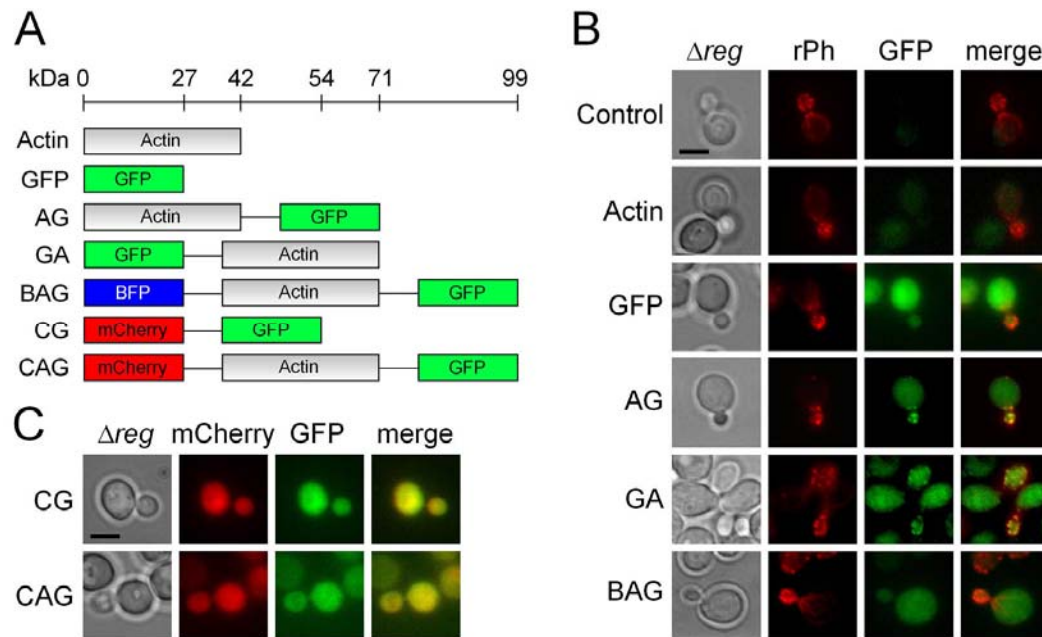 A
kDa 0 27 42 54 71 99
Actin Actin
GFP GFP
AG Actin GFP
GA GFP Actin
BAG BFP Actin GFP
CG mCherry GFP
CAG mCherry Actin GFP
C
Δreg mCherry GFP merge
CG
CAG
B
Δreg rPh GFP merge
Control
Actin
GFP
AG
GA
BAG